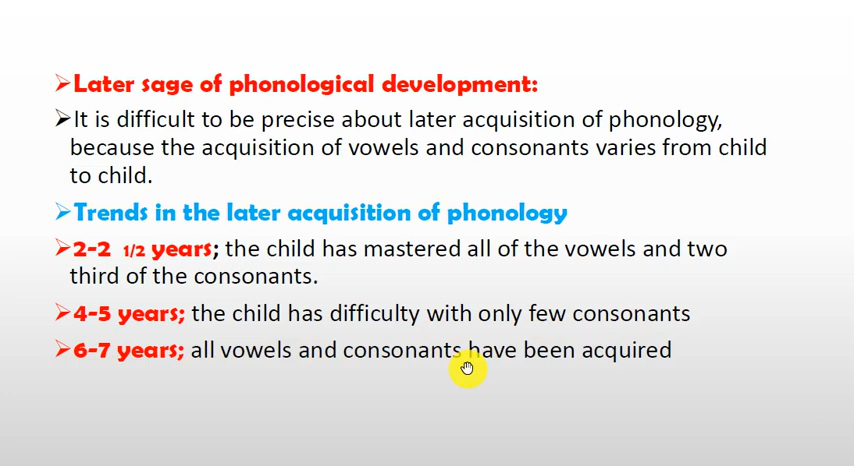 ➢Later sage of phonological development:
➢It is difficult to be precise about later acquisition of phonology,
because the acquisition of vowels and consonants varies from child
to child.
➢Trends in the later acquisition of phonology
➢2-2 1/2 years; the child has mastered all of the vowels and two
third of the consonants.
➢4-5 years; the child has difficulty with only few consonants
➢6-7 years; all vowels and consonants have been acquired